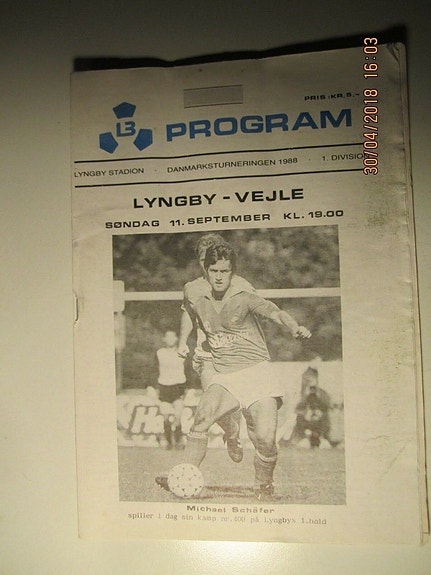 PRIS :KR.5.-
L3 PROGRAM
LYNGBY STADION · DANMARKSTURNERINGEN 1988 · 1. DIVISION
LYNGBY - VEJLE
SØNDAG 11. SEPTEMBER KL. 19.00
Michael Schäfer
spiller i dag sin kamp nr.400 på Lyngbys 1.hold
30/04/2018 16:03